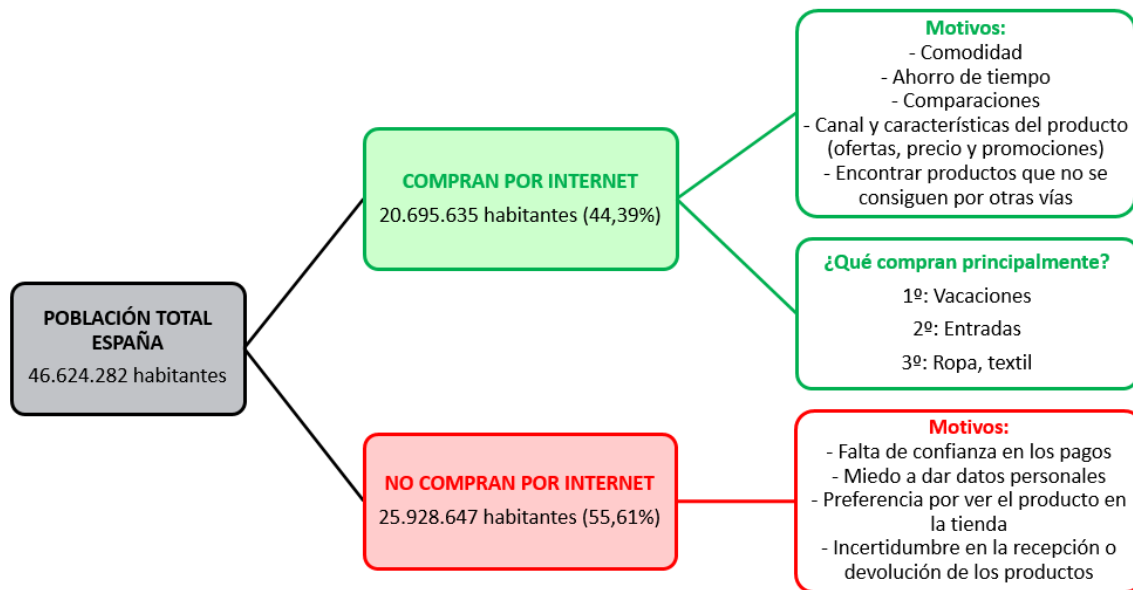 POBLACIÓN TOTAL
ESPAÑA
46.624.282 habitantes
COMPRAN POR INTERNET
20.695.635 habitantes (44,39%)
Motivos:
- Comodidad
- Ahorro de tiempo
- Comparaciones
- Canal y características del producto
(ofertas, precio y promociones)
- Encontrar productos que no se
consiguen por otras vías
¿Qué compran principalmente?
1º: Vacaciones
2º: Entradas
3º: Ropa, textil
NO COMPRAN POR INTERNET
25.928.647 habitantes (55,61%)
Motivos:
- Falta de confianza en los pagos
- Miedo a dar datos personales
- Preferencia por ver el producto en
la tienda
- Incertidumbre en la recepción o
devolución de los productos